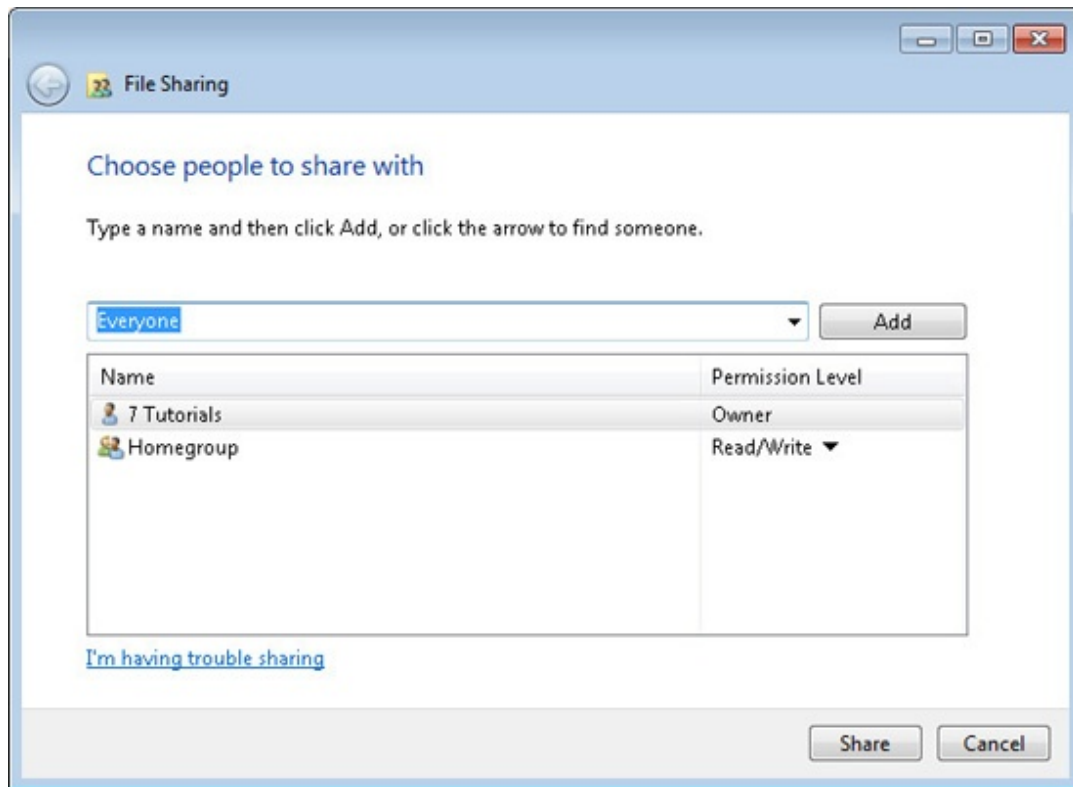 File Sharing
Choose people to share with
Type a name and then click Add, or click the arrow to find someone.
Everyone
Add
Name Permission Level
7 Tutorials Owner
Homegroup Read/Write
I'm having trouble sharing
Share Cancel